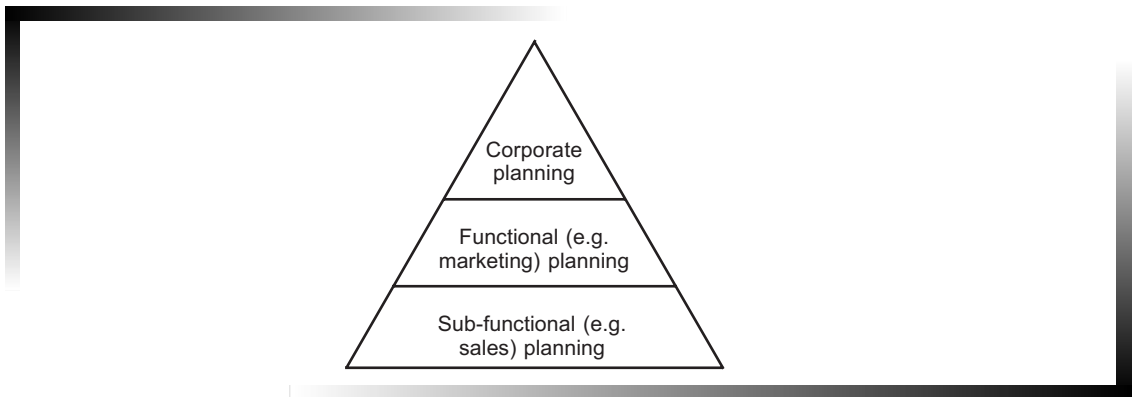 Corporate
planning
Functional (e.g.
marketing) planning
Sub-functional (e.g.
sales) planning